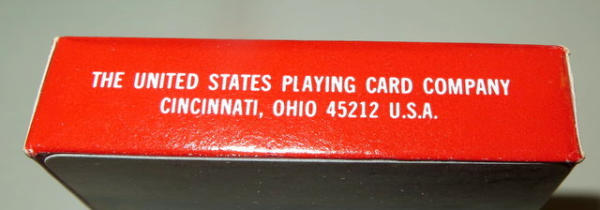 THE UNITED STATES PLAYING CARD COMPANY
CINCINNATI, OHIO 45212 U.S.A.